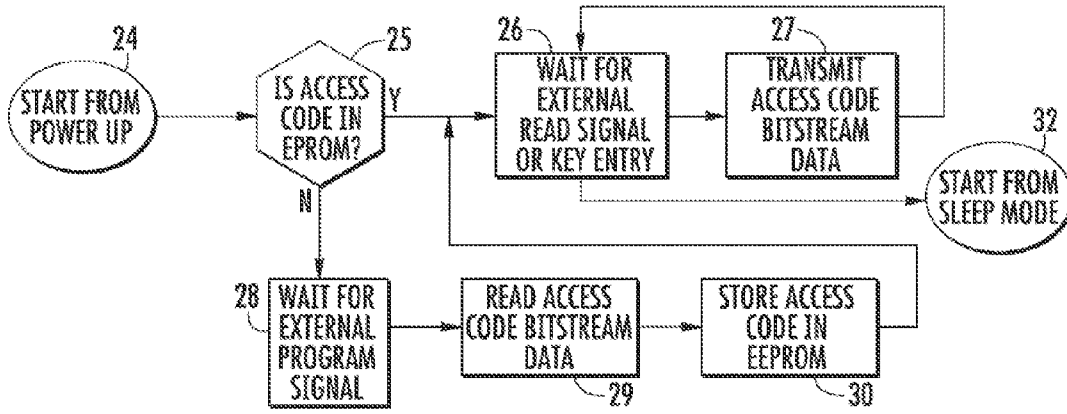 24
START FROM
POWER UP
25
IS ACCESS
CODE IN
EPROM?
Y
N
26
WAIT FOR
EXTERNAL
READ SIGNAL
OR KEY ENTRY
27
TRANSMIT
ACCESS CODE
BITSTREAM
DATA
32
START FROM
SLEEP MODE
28
WAIT FOR
EXTERNAL
PROGRAM
SIGNAL
READ ACCESS
CODE BITSTREAM
DATA
29
STORE ACCESS
CODE IN
EEPROM
30